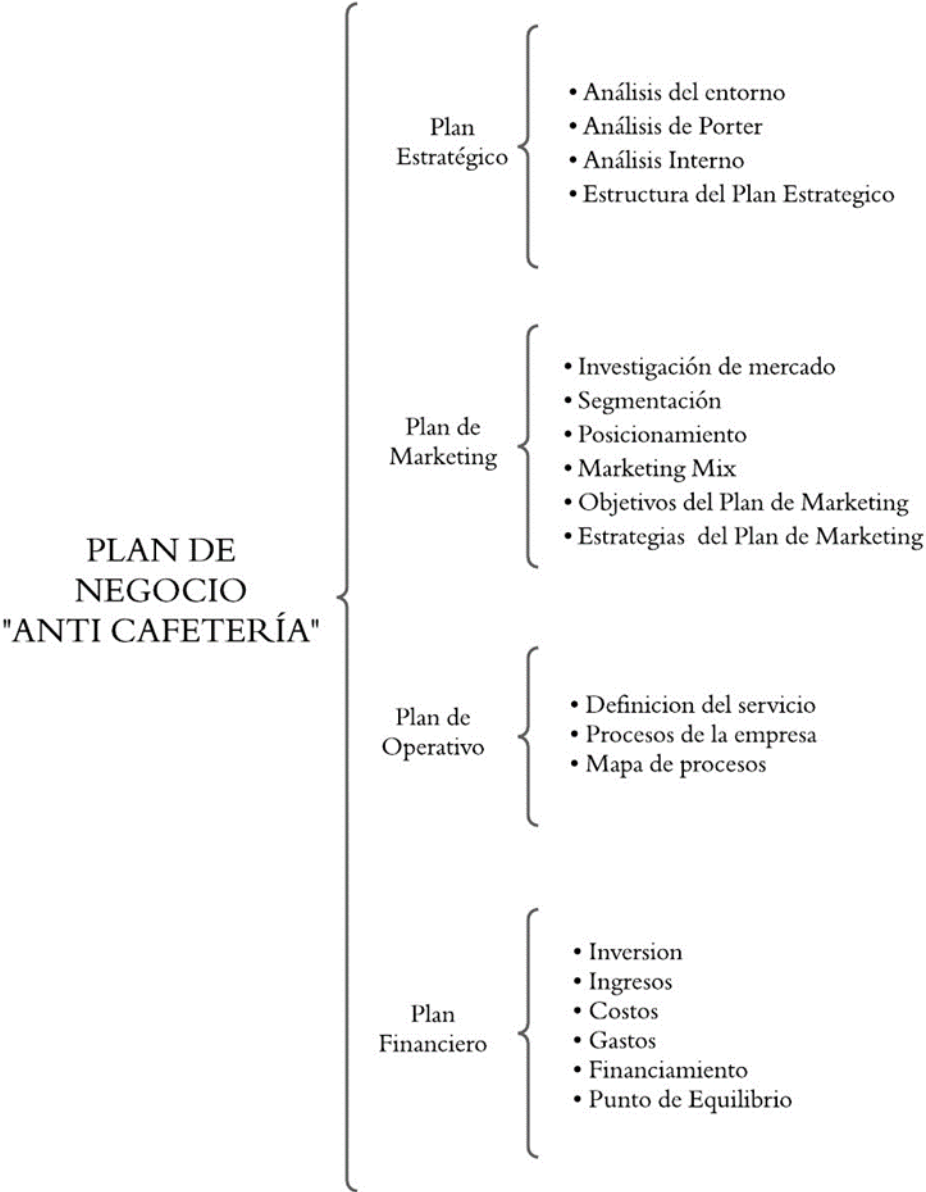 PLAN DE
NEGOCIO
"ANTI CAFETERÍA"
Plan
Estratégico
• Análisis del entorno
• Análisis de Porter
• Análisis Interno
• Estructura del Plan Estrategico
Plan de
Marketing
• Investigación de mercado
• Segmentación
• Posicionamiento
• Marketing Mix
• Objetivos del Plan de Marketing
• Estrategias del Plan de Marketing
Plan de
Operativo
• Definicion del servicio
• Procesos de la empresa
• Mapa de procesos
Plan
Financiero
• Inversion
• Ingresos
• Costos
• Gastos
• Financiamiento
• Punto de Equilibrio